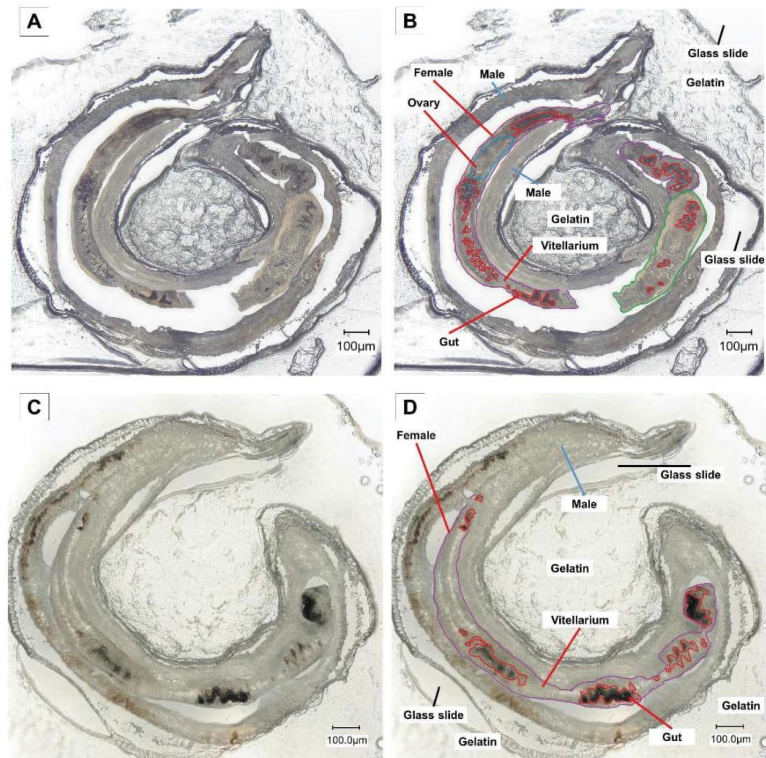 A
B
Glass slide
Female
Male
Gelatin
Ovary
Male
Gelatin
Vitellarium
Glass slide
Gut
100µm
100µm
C
D
Female
Glass slide
Male
Gelatin
Vitellarium
Glass slide
Gelatin
Gut
Gelatin
100.0µm
100.0µm